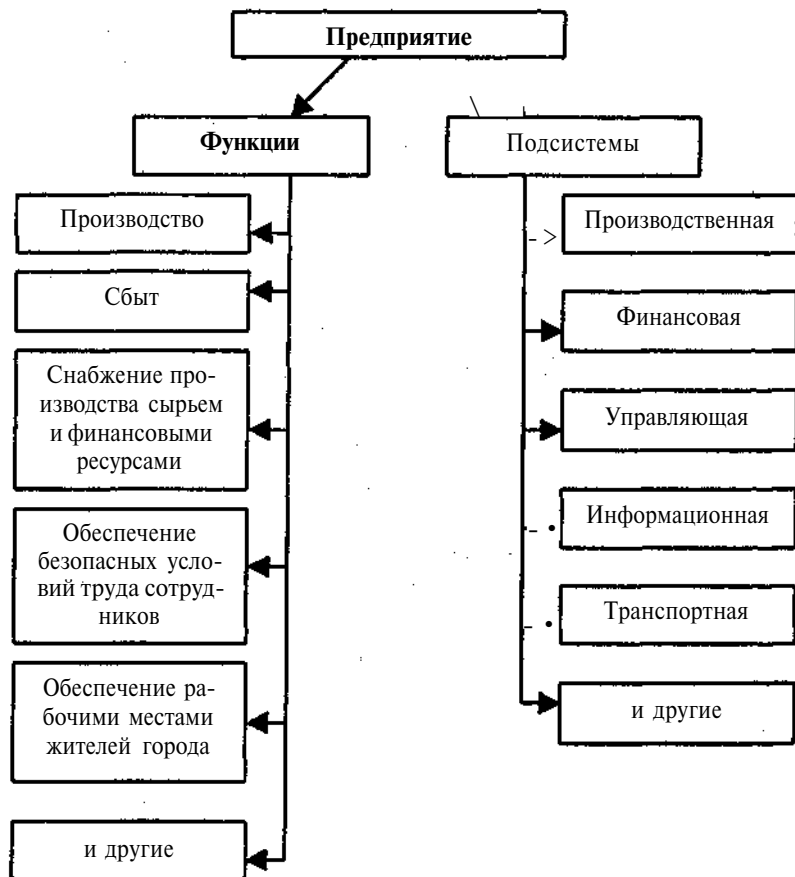 Предприятие
Функции
Производство
Сбыт
Снабжение про-
изводства сырьем
и финансовыми
ресурсами
Обеспечение
безопасных усло-
вий труда сотруд-
ников
Обеспечение ра-
бочими местами
жителей города
и другие
Подсистемы
Производственная
Финансовая
Управляющая
Информационная
Транспортная
и другие